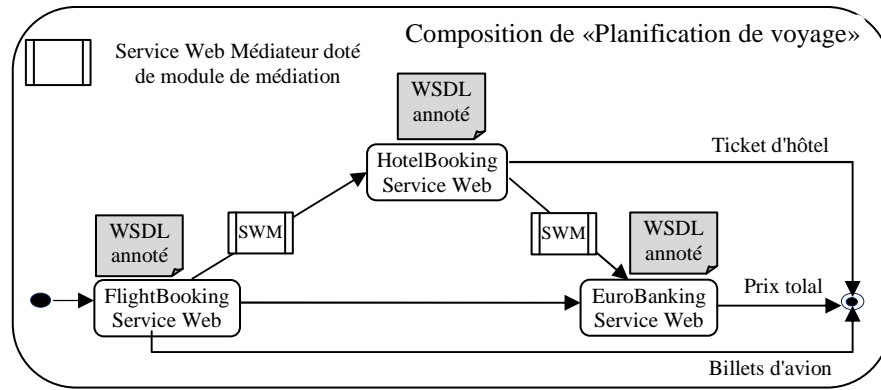 Composition de «Planification de voyage»
Service Web Médiateur doté
de module de médiation
WSDL
annoté
HotelBooking
Service Web
Ticket d'hôtel
SWM
SWM
WSDL
annoté
WSDL
annoté
FlightBooking
Service Web
EuroBanking
Service Web
Prix tolal
Billets d'avion